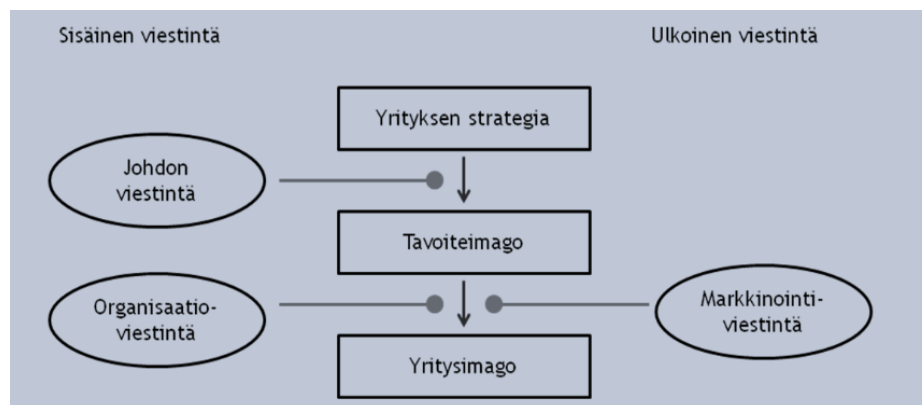 Sisäinen viestintä
Ulkoinen viestintä
Yrityksen strategia
Johdon
viestintä
Tavoiteimago
Organisaatio-
viestintä
Markkinointi-
viestintä
Yritysimago